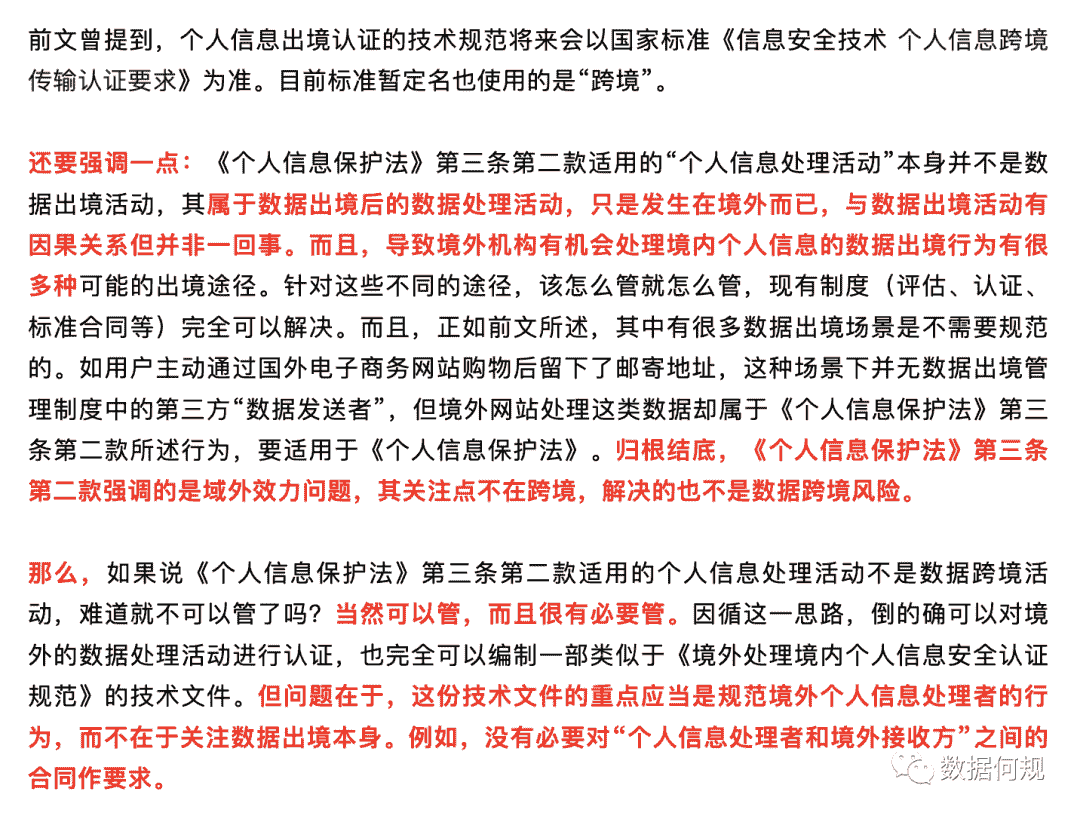 前文曾提到，个人信息出境认证的技术规范将来会以国家标准《信息安全技术 个人信息跨境
传输认证要求》为准。目前标准暂定名也使用的是“跨境”。
还要强调一点：《个人信息保护法》第三条第二款适用的“个人信息处理活动”本身并不是数
据出境活动，其属于数据出境后的数据处理活动，只是发生在境外而已，与数据出境活动有
因果关系但并非一回事。而且，导致境外机构有机会处理境内个人信息的数据出境行为有很
多种可能的出境途径。针对这些不同的途径，该怎么管就怎么管，现有制度（评估、认证、
标准合同等）完全可以解决。而且，正如前文所述，其中有很多数据出境场景是不需要规范
的。如用户主动通过国外电子商务网站购物后留下了邮寄地址，这种场景下并无数据出境管
理制度中的第三方“数据发送者”，但境外网站处理这类数据却属于《个人信息保护法》第三
条第二款所述行为，要适用于《个人信息保护法》。归根结底，《个人信息保护法》第三条
第二款强调的是域外效力问题，其关注点不在跨境，解决的也不是数据跨境风险。
那么，如果说《个人信息保护法》第三条第二款适用的个人信息处理活动不是数据跨境活
动，难道就不可以管了吗？当然可以管，而且很有必要管。因循这一思路，倒的确可以对境
外的数据处理活动进行认证，也完全可以编制一部类似于《境外处理境内个人信息安全认证
规范》的技术文件。但问题在于，这份技术文件的重点应当是规范境外个人信息处理者的行
为，而不在于关注数据出境本身。例如，没有必要对“个人信息处理者和境外接收方”之间的
合同作要求。
数据何规